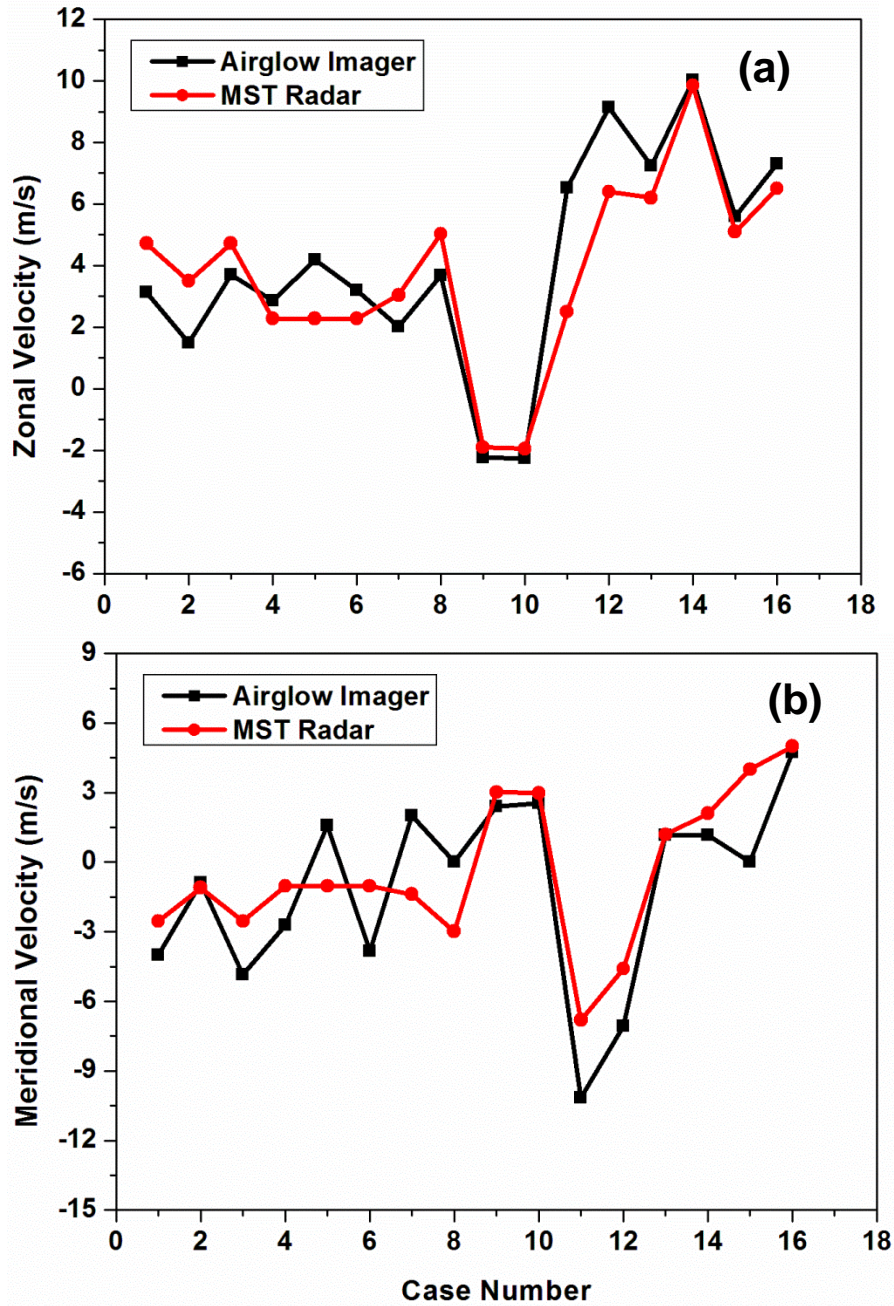 12
10
8
6
4
2
0
-2
-4
-6
Zonal Velocity (m/s)
Airglow Imager
MST Radar
(a)
0 2 4 6 8 10 12 14 16 18
9
6
3
0
-3
-6
-9
-12
-15
Meridional Velocity (m/s)
Airglow Imager
MST Radar
(b)
0 2 4 6 8 10 12 14 16 18
Case Number